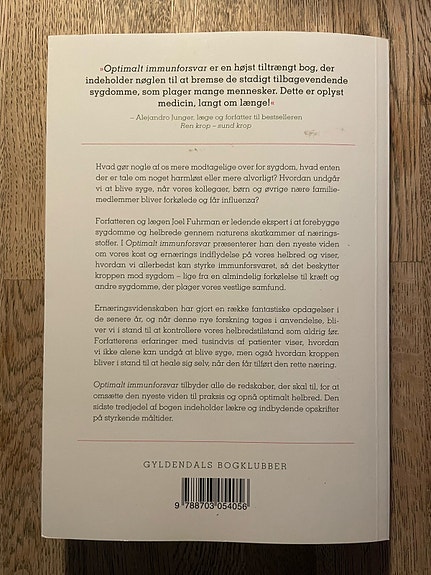 »Optimalt immunforsvar er en højst tiltrængt bog, der
indeholder nøglen til at bremse de stadigt tilbagevendende
sygdomme, som plager mange mennesker. Dette er oplyst
medicin, langt om længe!«
– Alejandro Junger, læge og forfatter til bestselleren
Ren krop – sund krop
Hvad gør nogle af os mere modtagelige over for sygdom, hvad enten
der er tale om noget harmløst eller mere alvorligt? Hvordan undgår
vi at blive syge, når vores kollegaer, børn og øvrige nære familie-
medlemmer bliver forkølede og får influenza?
Forfatteren og lægen Joel Fuhrman er ledende ekspert i at forebygge
sygdomme og helbrede gennem naturens skatkammer af nærings-
stoffer. I Optimalt immunforsvar præsenterer han den nyeste viden
om vores kost og ernærings indflydelse på vores helbred og viser,
hvordan vi allerbedst kan styrke immunforsvaret, så det beskytter
kroppen mod sygdom – lige fra en almindelig forkølelse til kræft og
andre sygdomme, der plager vores vestlige samfund.
Ernæringsvidenskaben har gjort en række fantastiske opdagelser i
de senere år, og når denne nye forskning tages i anvendelse, bli-
ver vi i stand til at kontrollere vores helbredstilstand som aldrig før.
Forfatterens erfaringer med tusindvis af patienter viser, hvordan
vi ikke alene kan undgå at blive syge, men også hvordan kroppen
bliver i stand til at heale sig selv, når den får tilført den rette næring.
Optimalt immunforsvar tilbyder alle de redskaber, der skal til, for at
omsætte den nyeste viden til praksis og opnå optimalt helbred. Den
sidste tredjedel af bogen indeholder lækre og indbydende opskrifter
på styrkende måltider.
GYLDENDALS BOGKLUBBER
9 788703 054056